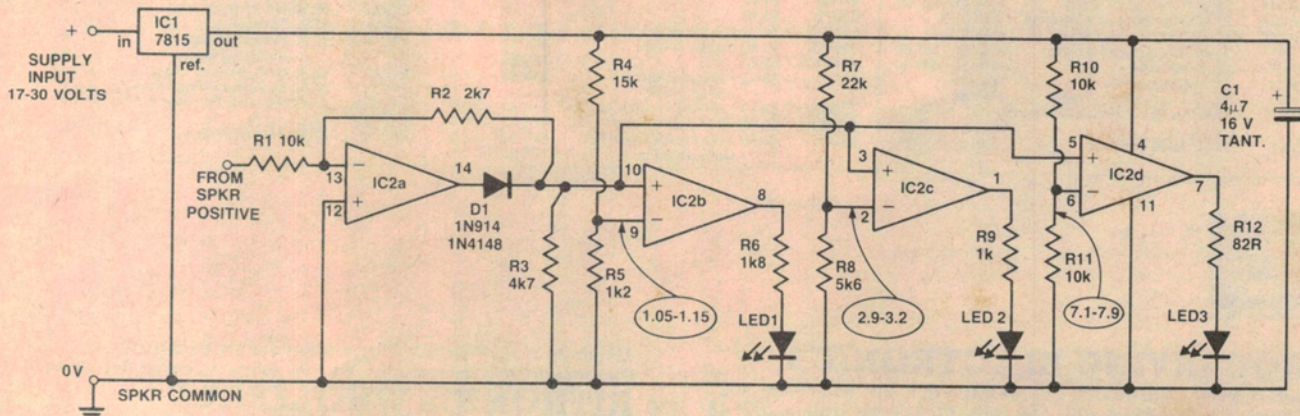 IC1
7815
in
out
ref.
+
SUPPLY
INPUT
17-30 VOLTS
R1 10k
FROM
SPKR
POSITIVE
R2 2k7
−
13
+
12
IC2a
14
D1
1N914
1N4148
R3
4k7
R4
15k
R5
1k2
10
+
−
9
IC2b
8
1.05-1.15
R6
1k8
LED1
R7
22k
R8
5k6
3
+
−
2
IC2c
1
2.9-3.2
R9
1k
LED 2
R10
10k
R11
10k
5
+
−
6
IC2d
4
11
7
7.1-7.9
R12
82R
LED3
C1
4µ7
16 V
TANT.
+
0V
SPKR COMMON